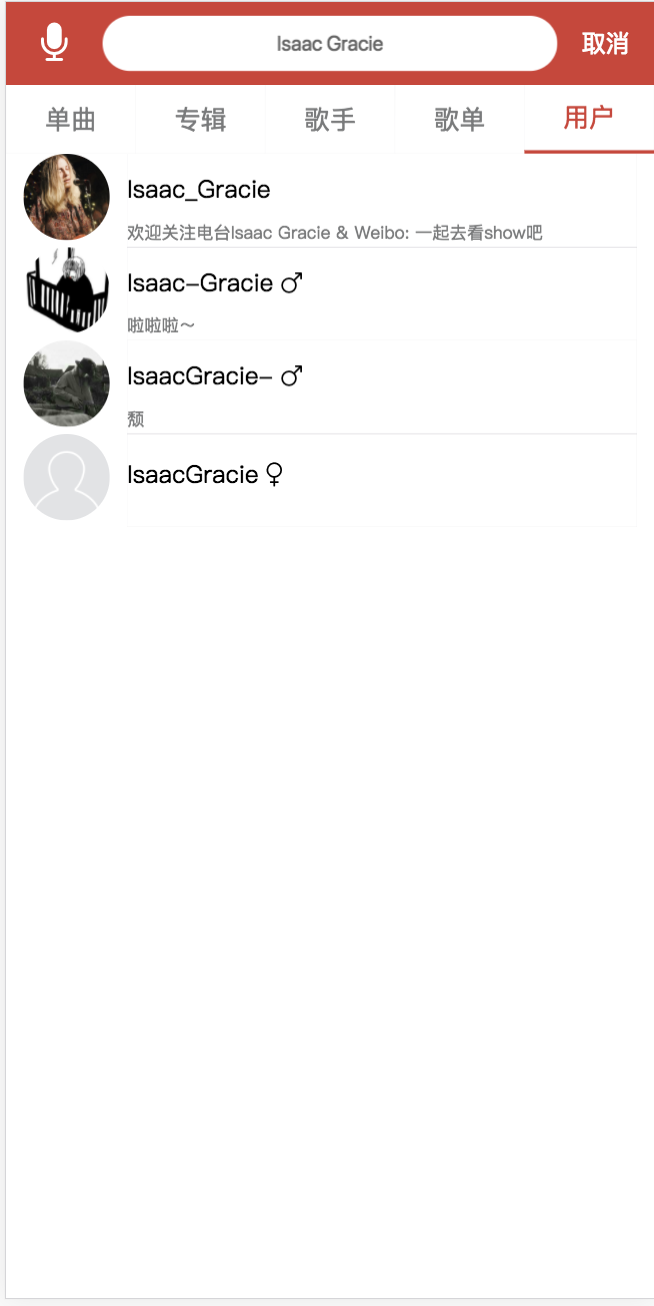 Isaac Gracie 取消
单曲 专辑 歌手 歌单 用户
Isaac_Gracie
欢迎关注电台Isaac Gracie & Weibo: 一起去看show吧
Isaac-Gracie ♂
啦啦啦～
IsaacGracie- ♂
颓
IsaacGracie ♀